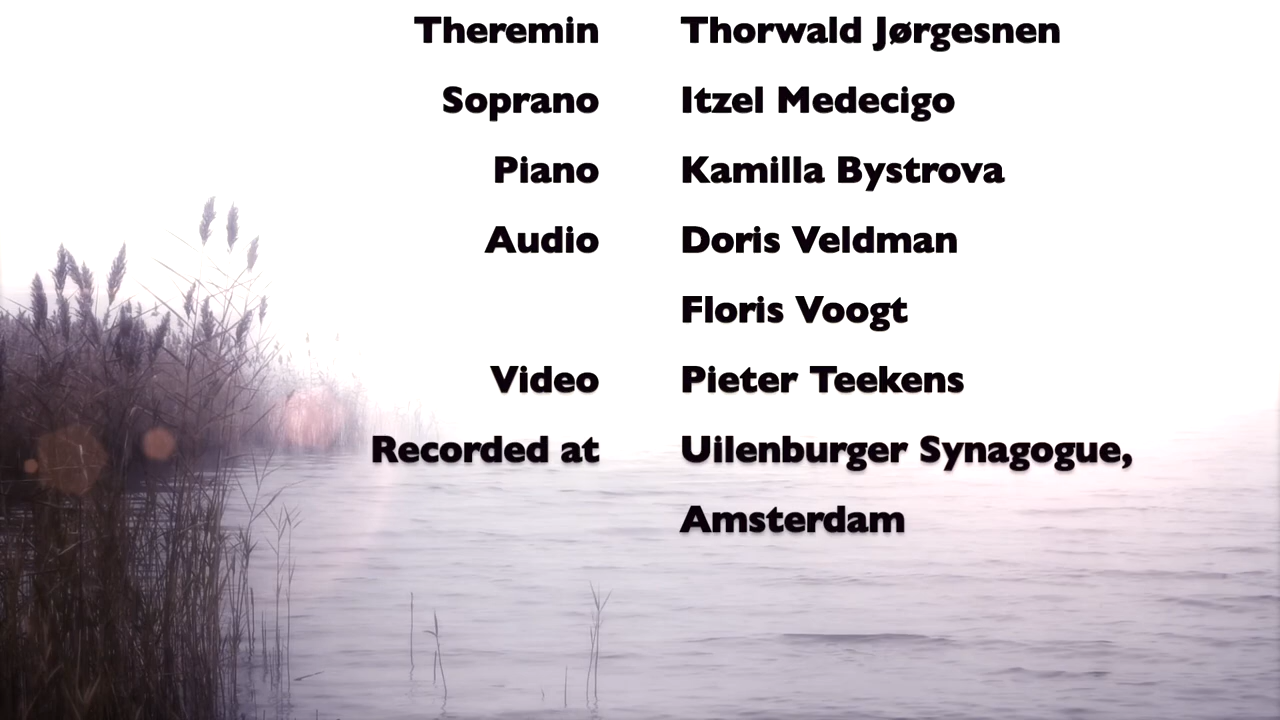 Theremin Thorwald Jørgesnen
Soprano Itzel Medecigo
Piano Kamilla Bystrova
Audio Doris Veldman
Floris Voogt
Video Pieter Teekens
Recorded at Uilenburger Synagogue,
Amsterdam